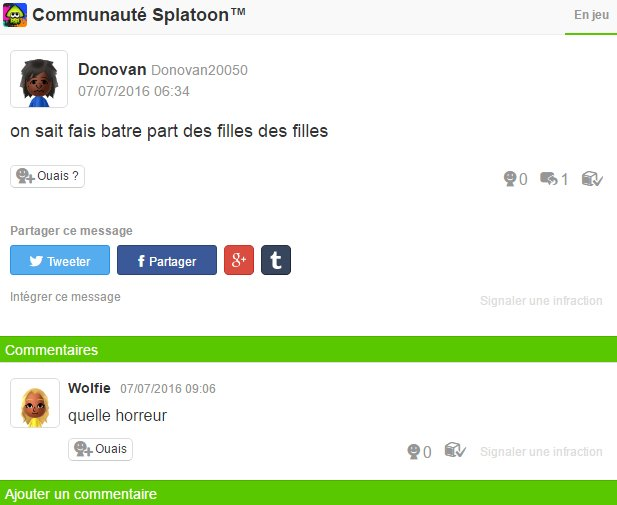 Communauté Splatoon™
En jeu
Donovan Donovan20050
07/07/2016 06:34
on sait fais batre part des filles des filles
Ouais ?
0 1
Partager ce message
Tweeter
f Partager
g+
t
Intégrer ce message
Signaler une infraction
Commentaires
Wolfie 07/07/2016 09:06
quelle horreur
Ouais
0 Signaler une infraction
Ajouter un commentaire